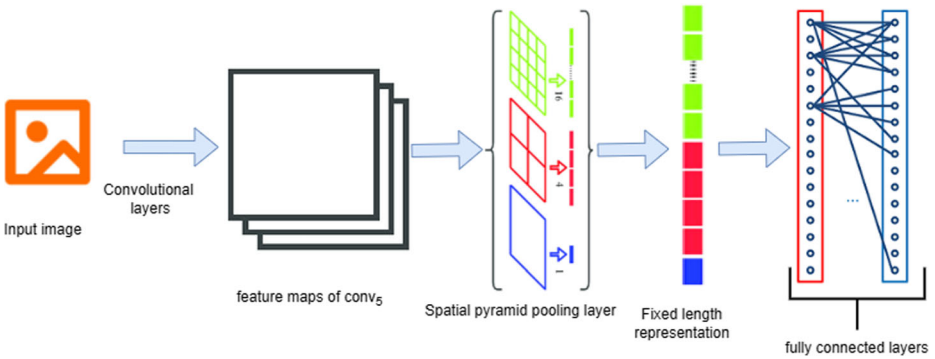 Input image
Convolutional
layers
feature maps of conv5
16
4
1
Spatial pyramid pooling layer
Fixed length
representation
...
fully connected layers